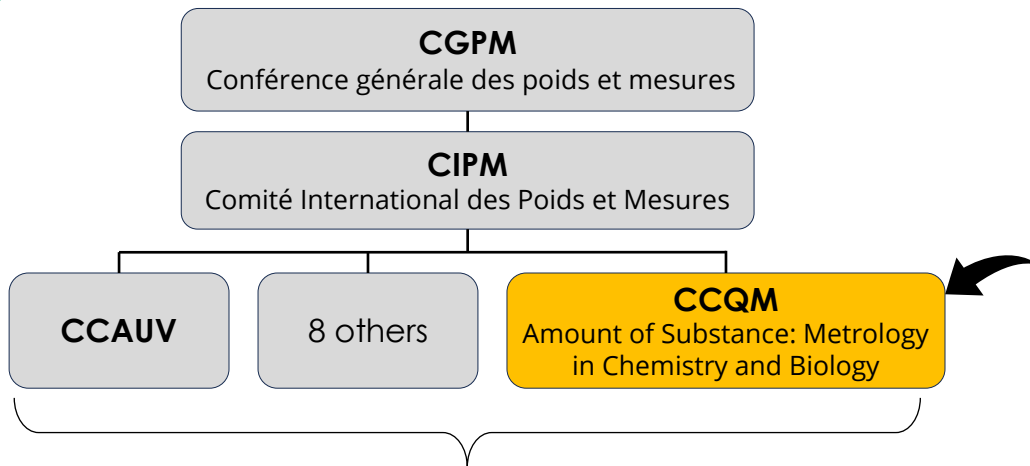 CGPM
Conférence générale des poids et mesures
CIPM
Comité International des Poids et Mesures
CCAUV
8 others
CCQM
Amount of Substance: Metrology
in Chemistry and Biology